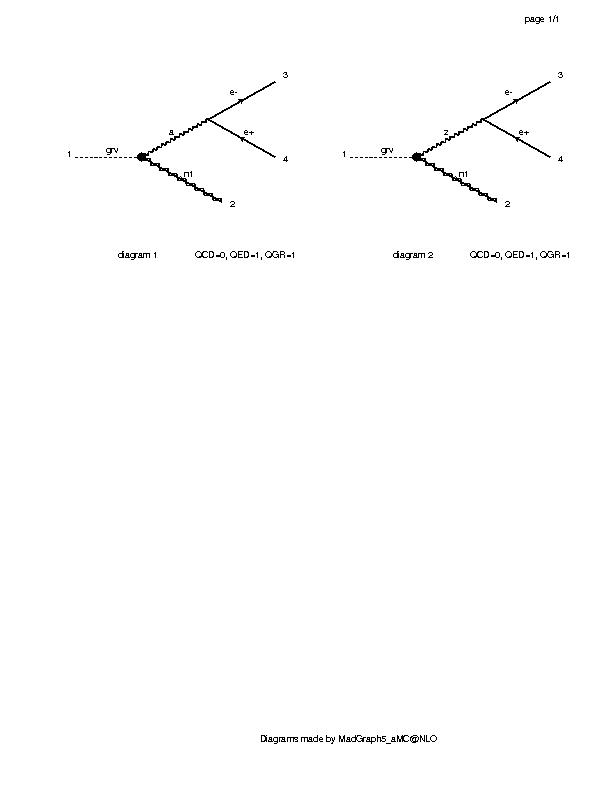 page 1/1
3
e-
a
e+
grv
1
4
n1
2
diagram 1 QCD=0, QED=1, QGR=1
3
e-
z
e+
grv
1
4
n1
2
diagram 2 QCD=0, QED=1, QGR=1
Diagrams made by MadGraph5_aMC@NLO